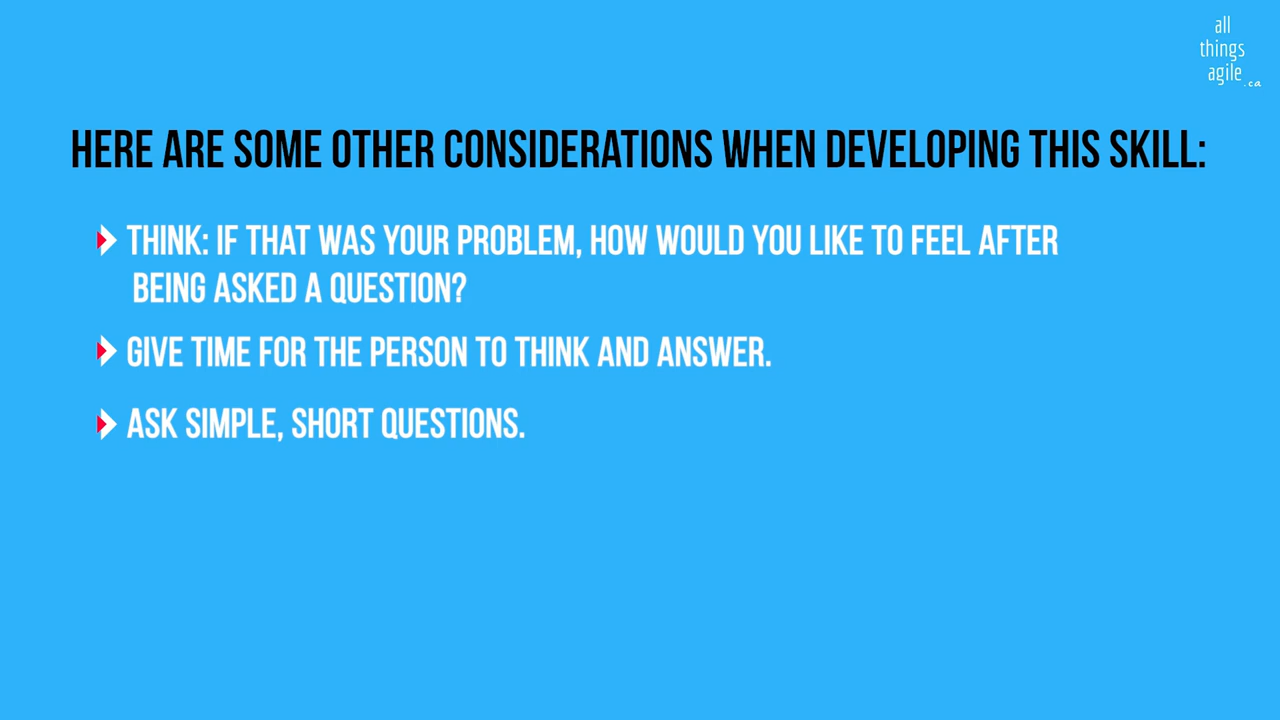 all
things
agile.ca
HERE ARE SOME OTHER CONSIDERATIONS WHEN DEVELOPING THIS SKILL:
THINK: IF THAT WAS YOUR PROBLEM, HOW WOULD YOU LIKE TO FEEL AFTER
BEING ASKED A QUESTION?
GIVE TIME FOR THE PERSON TO THINK AND ANSWER.
ASK SIMPLE, SHORT QUESTIONS.